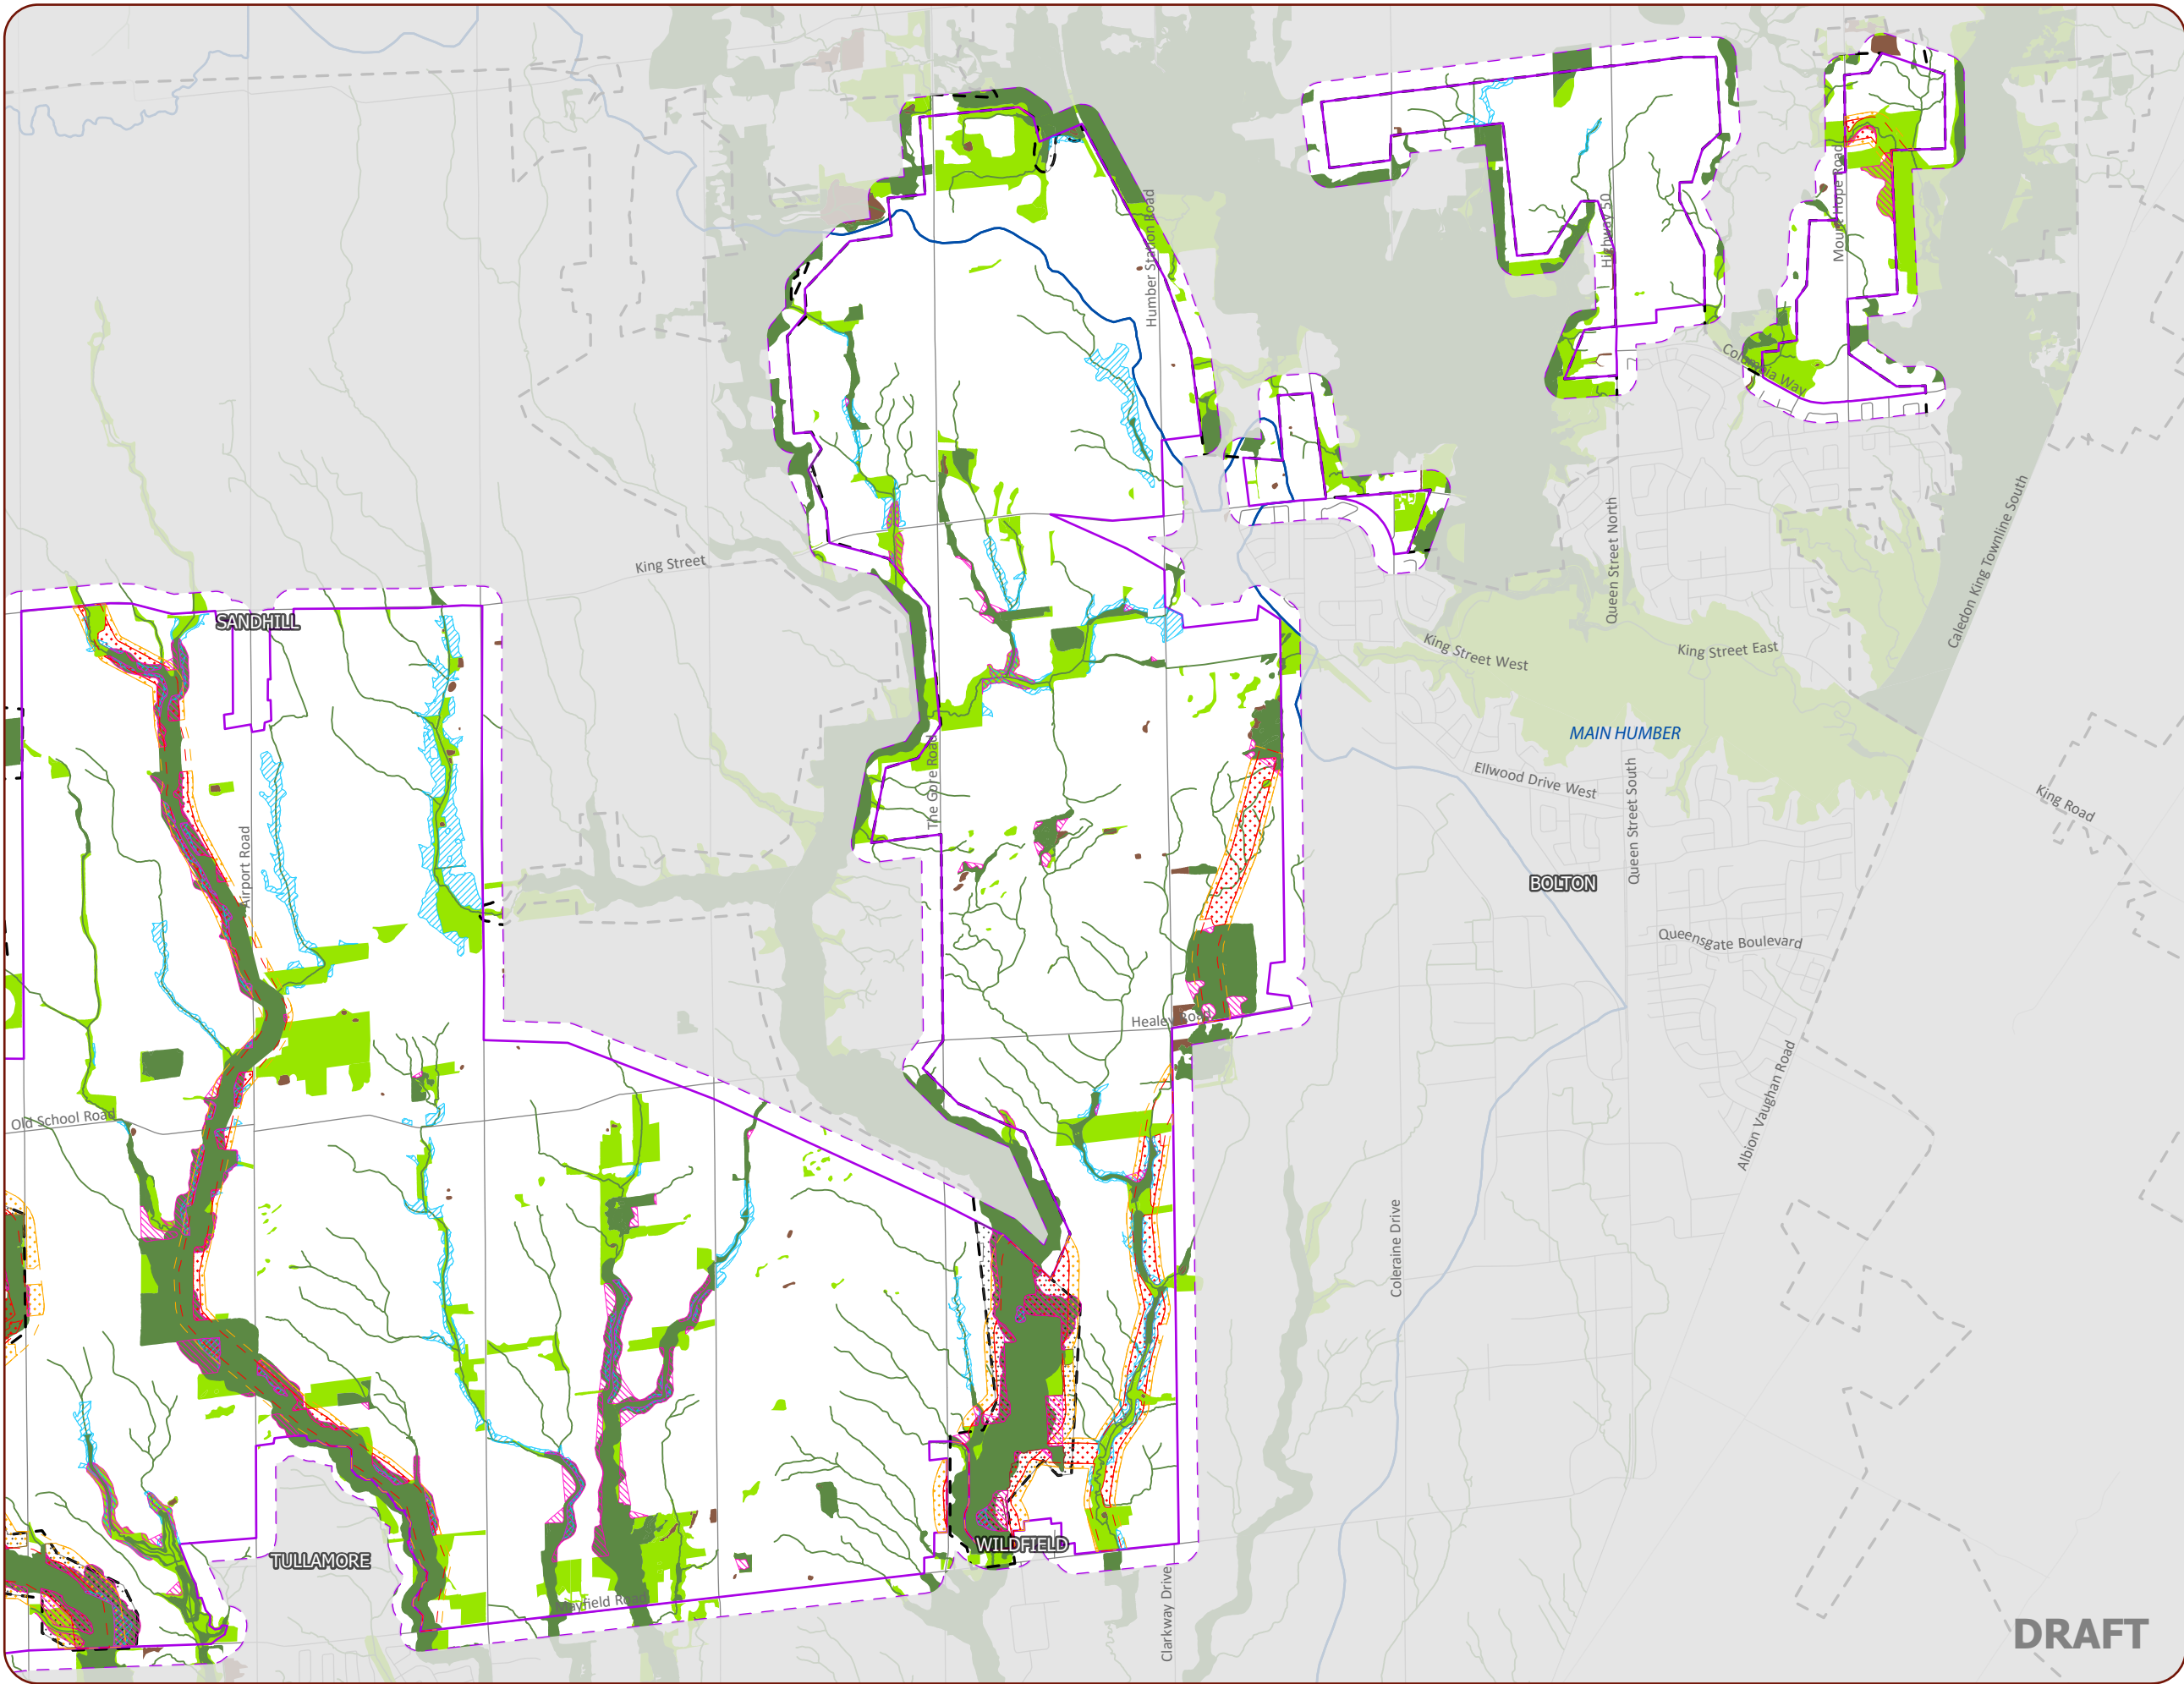 Humber Station Road
Highway 50
Mount Hope Road
Columbia Way
King Street
SANDHILL
Queen Street North
Caledon King Townline South
King Street West
King Street East
MAIN HUMBER
The Gore Road
Ellwood Drive West
Queen Street South
King Road
Airport Road
BOLTON
Queensgate Boulevard
Healey Road
Old School Road
Albion Vaughan Road
Coleraine Drive
WILDFIELD
TULLAMORE
Mayfield Road
Clarkway Drive
DRAFT